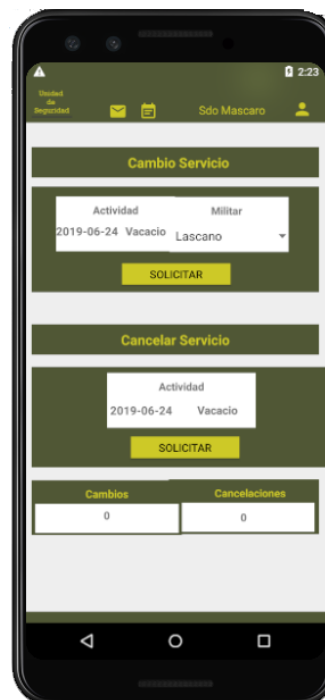 2:23
Unidad
de
Seguridad
Sdo Mascaro
Cambio Servicio
Actividad Militar
2019-06-24 Vacacio Lascano
SOLICITAR
Cancelar Servicio
Actividad
2019-06-24 Vacacio
SOLICITAR
Cambios Cancelaciones
0 0